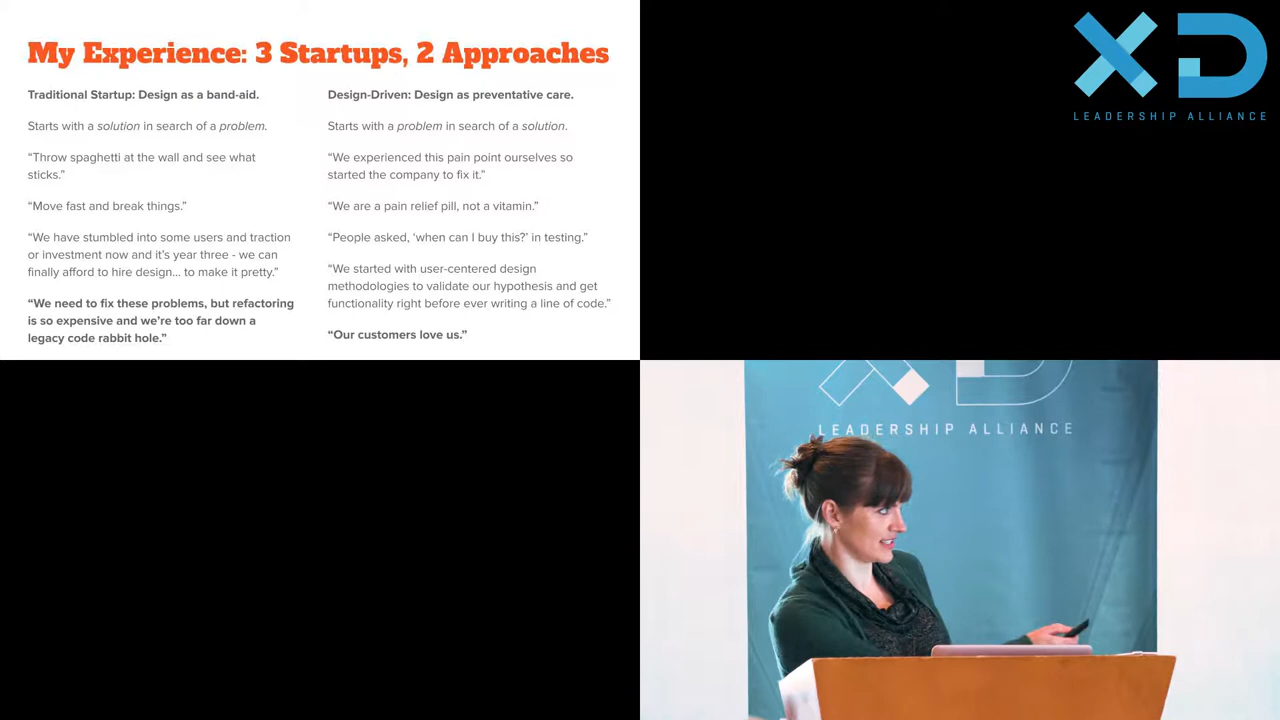 My Experience: 3 Startups, 2 Approaches
Traditional Startup: Design as a band-aid.
Starts with a solution in search of a problem.
“Throw spaghetti at the wall and see what
sticks.”
“Move fast and break things.”
“We have stumbled into some users and traction
or investment now and it’s year three - we can
finally afford to hire design... to make it pretty.”
“We need to fix these problems, but refactoring
is so expensive and we’re too far down a
legacy code rabbit hole.”
Design-Driven: Design as preventative care.
Starts with a problem in search of a solution.
“We experienced this pain point ourselves so
started the company to fix it.”
“We are a pain relief pill, not a vitamin.”
“People asked, ‘when can I buy this?’ in testing.”
“We started with user-centered design
methodologies to validate our hypothesis and get
functionality right before ever writing a line of code.”
“Our customers love us.”
XD
LEADERSHIP ALLIANCE
XD
LEADERSHIP ALLIANCE